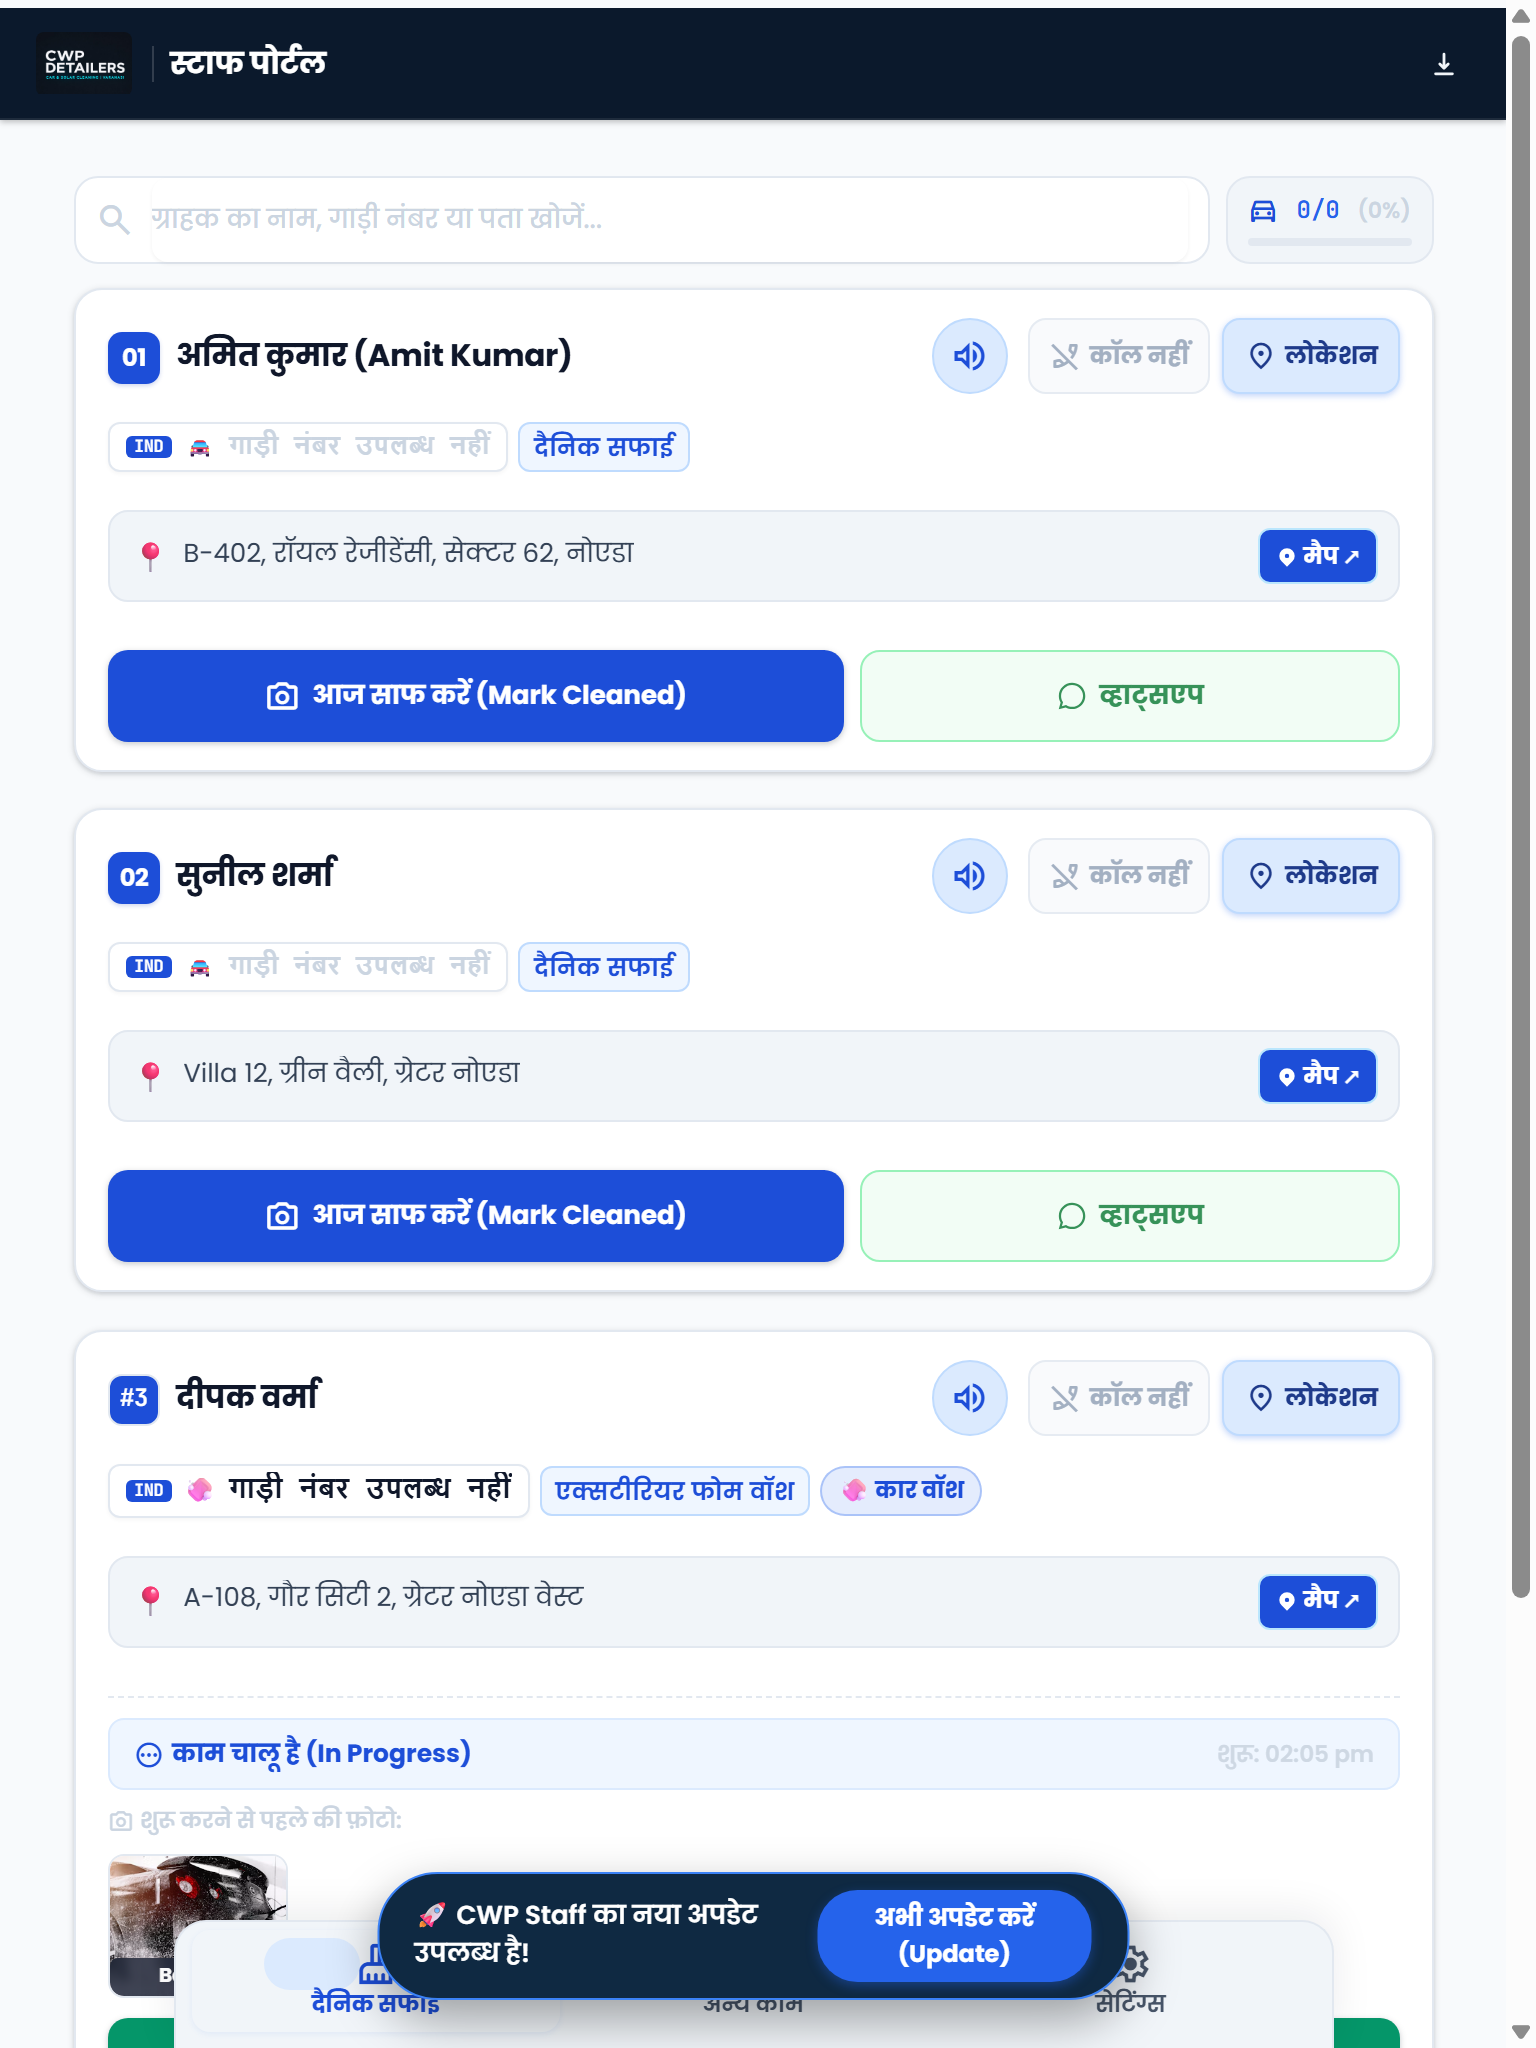 CWP
DETAILERS
स्टाफ पोर्टल
ग्राहक का नाम, गाड़ी नंबर या पता खोजें...
0/0 (0%)
01 अमित कुमार (Amit Kumar)
कॉल नहीं
लोकेशन
IND गाड़ी नंबर उपलब्ध नहीं
दैनिक सफाई
B-402, रॉयल रेजीडेंसी, सेक्टर 62, नोएडा
मैप ↗
आज साफ करें (Mark Cleaned)
व्हाट्सएप
02 सुनील शर्मा
कॉल नहीं
लोकेशन
IND गाड़ी नंबर उपलब्ध नहीं
दैनिक सफाई
Villa 12, ग्रीन वैली, ग्रेटर नोएडा
मैप ↗
आज साफ करें (Mark Cleaned)
व्हाट्सएप
#3 दीपक वर्मा
कॉल नहीं
लोकेशन
IND गाड़ी नंबर उपलब्ध नहीं
एक्सटीरियर फोम वॉश
कार वॉश
A-108, गौर सिटी 2, ग्रेटर नोएडा वेस्ट
मैप ↗
काम चालू है (In Progress)
शुरू: 02:05 pm
शुरू करने से पहले की फ़ोटो:
🚀 CWP Staff का नया अपडेट
उपलब्ध है!
अभी अपडेट करें
(Update)
दैनिक सफाई
अन्य काम
सेटिंग्स